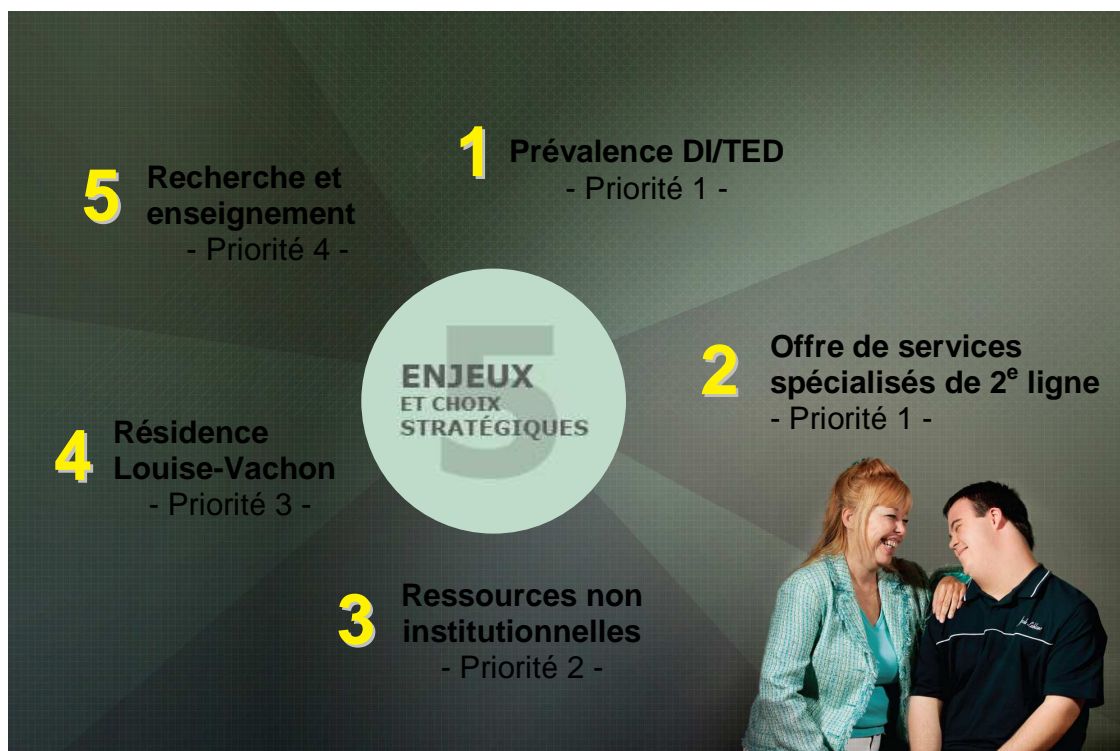 1
Prévalence DI/TED
- Priorité 1 -
5
Recherche et
enseignement
- Priorité 4 -
5
ENJEUX
ET CHOIX
STRATÉGIQUES
2
Offre de services
spécialisés de 2e ligne
- Priorité 1 -
4
Résidence
Louise-Vachon
- Priorité 3 -
3
Ressources non
institutionnelles
- Priorité 2 -